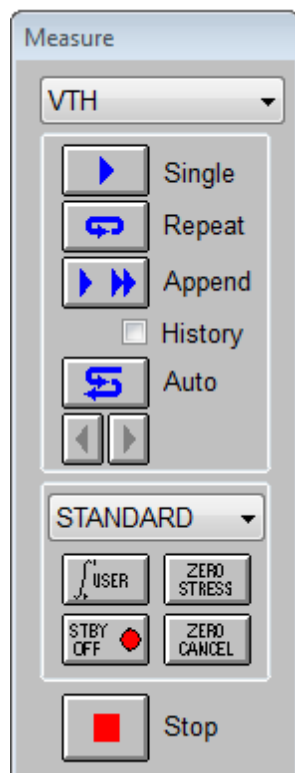 Measure
VTH
Single
Repeat
Append
History
Auto
STANDARD
USER
ZERO
STRESS
STBY
OFF
ZERO
CANCEL
Stop